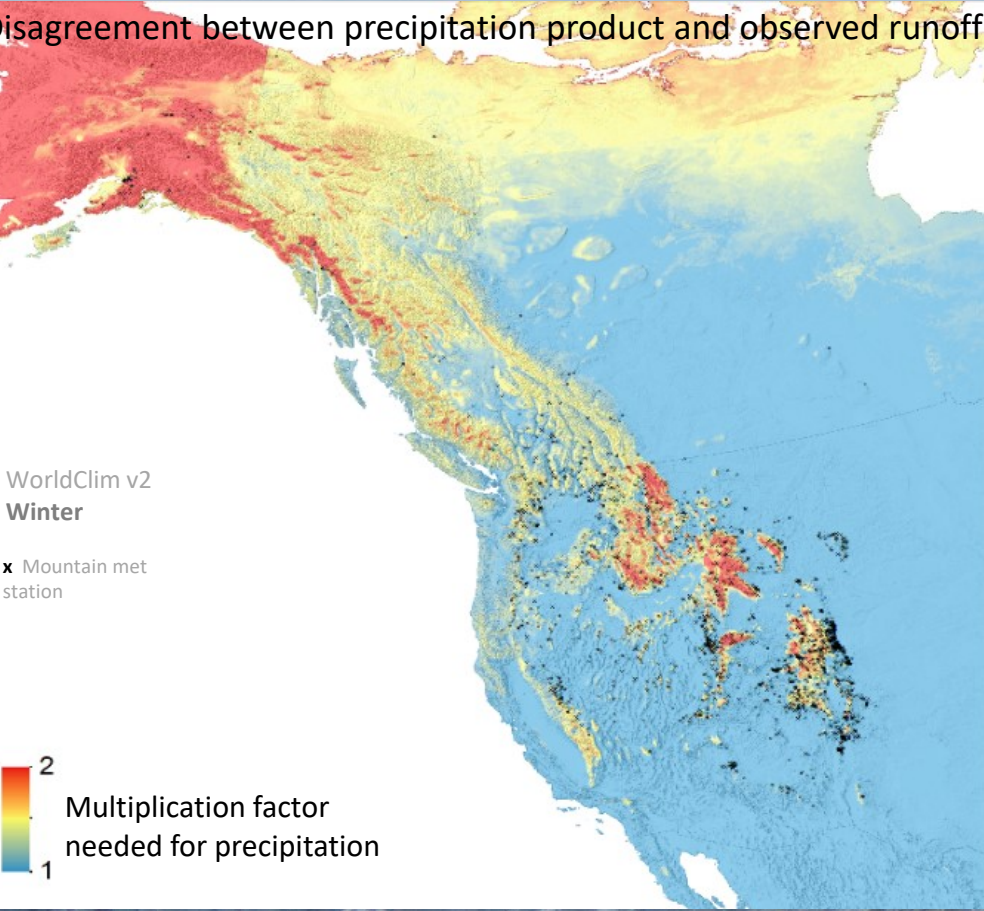 Disagreement between precipitation product and observed runoff
WorldClim v2
Winter
x Mountain met
station
2
Multiplication factor
needed for precipitation
1